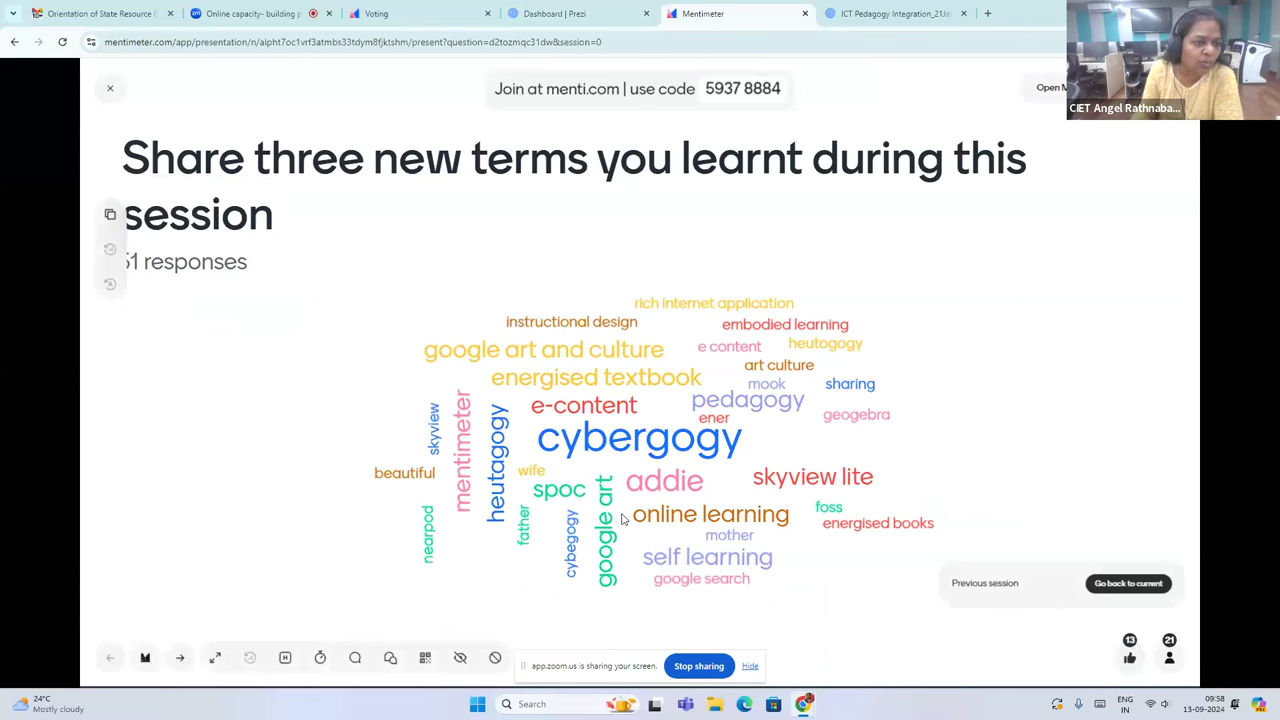 Orientation of State Resource G
Online capacity- building p
Voting
Dashboard | Prezi
Mentimeter
ICT Pedagogy Integration_21Je
mentimeter.com/app/presentation/n/alpht7oc1vrf3atmbs33tdym8fjktshm/present?question=d2tozmqc31dw&session=0
CIET Angel Rathnaba...
Join at menti.com | use code 5937 8884
Open M
Share three new terms you learnt during this
session
51 responses
rich internet application
instructional design
embodied learning
google art and culture
e content
heutogogy
art culture
energised textbook
mook
sharing
pedagogy
e-content
ener
geogebra
skyview
mentimeter
heutagogy
cybergogy
beautiful
wife
spoc
google art
addie
skyview lite
nearpod
father
cybegogy
online learning
foss
energised books
mother
self learning
google search
Previous session
Go back to current
13
21
app.zoom.us is sharing your screen.
Stop sharing
Hide
24°C
Mostly cloudy
Search
ENG
IN
09:58
13-09-2024